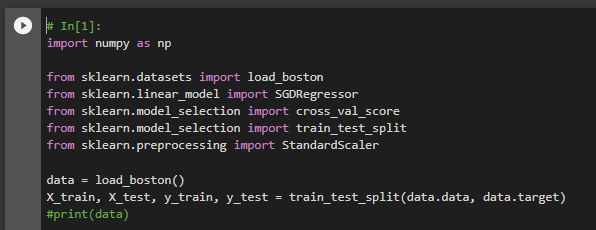 # In[1]:
import numpy as np
from sklearn.datasets import load_boston
from sklearn.linear_model import SGDRegressor
from sklearn.model_selection import cross_val_score
from sklearn.model_selection import train_test_split
from sklearn.preprocessing import StandardScaler
data = load_boston()
X_train, X_test, y_train, y_test = train_test_split(data.data, data.target)
#print(data)